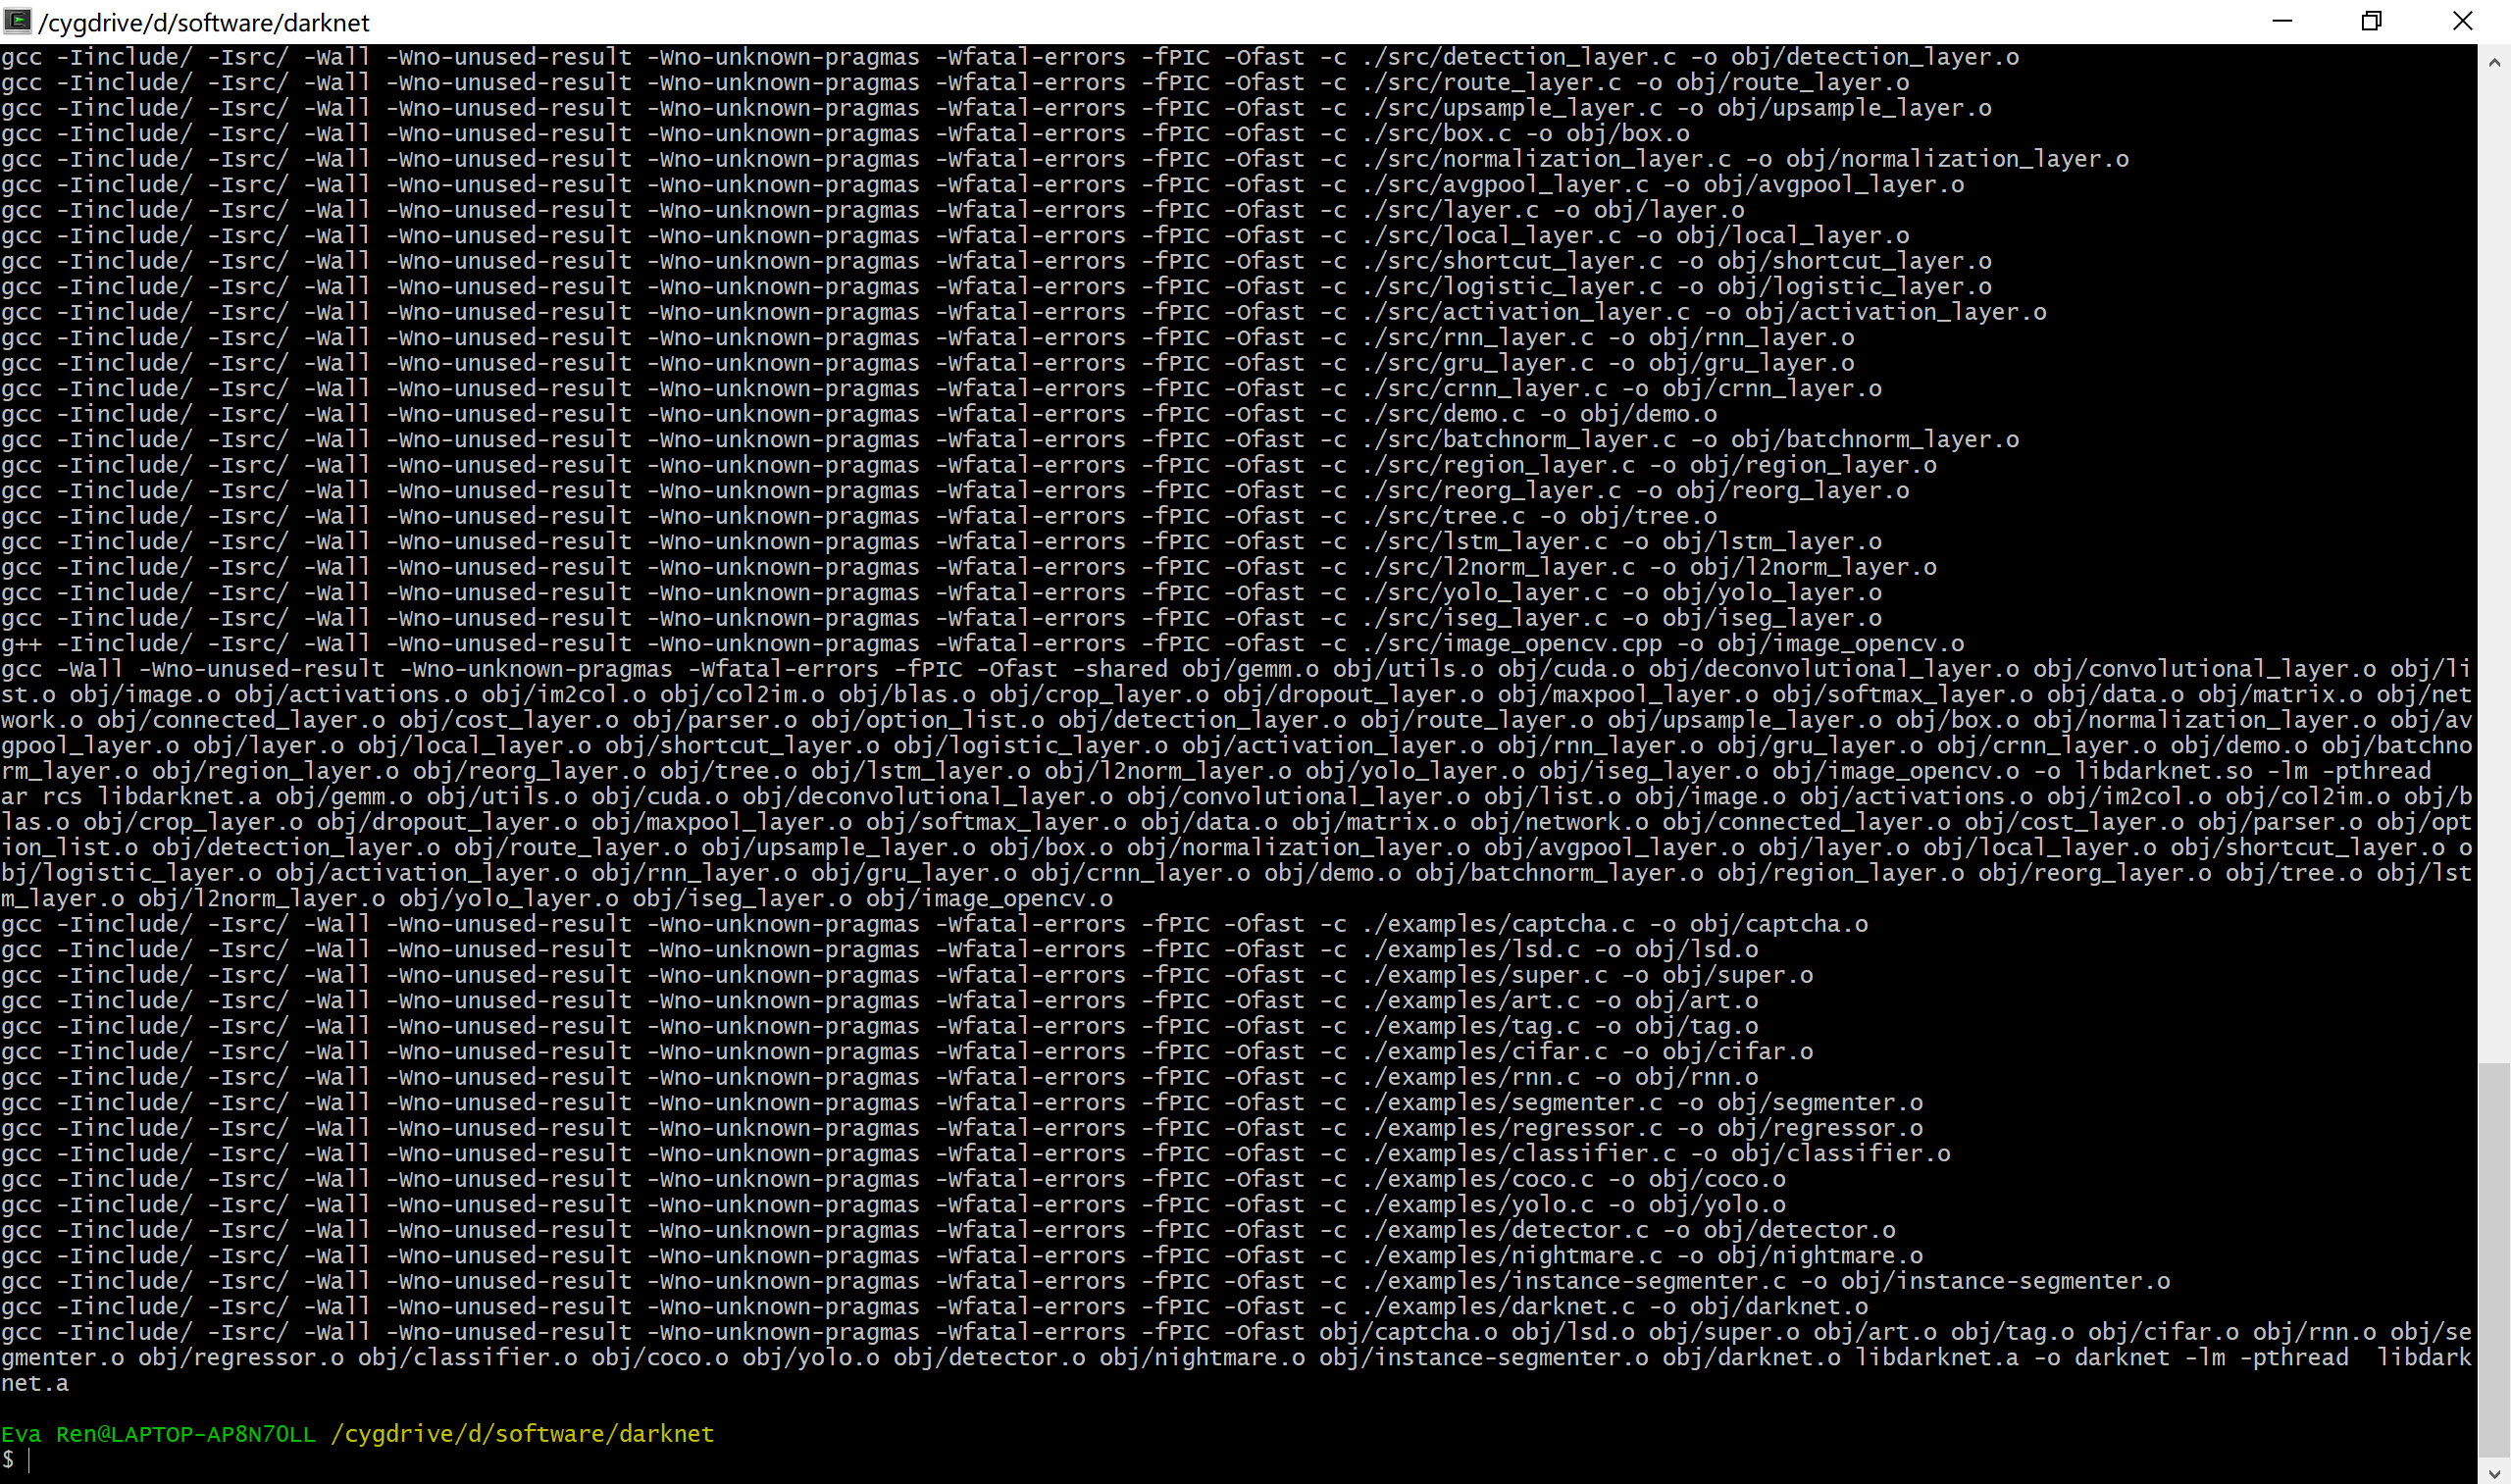 /cygdrive/d/software/darknet
gcc -Iinclude/ -Isrc/ -Wall -Wno-unused-result -Wno-unknown-pragmas -Wfatal-errors -fPIC -Ofast -c ./src/detection_layer.c -o obj/detection_layer.o
gcc -Iinclude/ -Isrc/ -Wall -Wno-unused-result -Wno-unknown-pragmas -Wfatal-errors -fPIC -Ofast -c ./src/route_layer.c -o obj/route_layer.o
gcc -Iinclude/ -Isrc/ -Wall -Wno-unused-result -Wno-unknown-pragmas -Wfatal-errors -fPIC -Ofast -c ./src/upsample_layer.c -o obj/upsample_layer.o
gcc -Iinclude/ -Isrc/ -Wall -Wno-unused-result -Wno-unknown-pragmas -Wfatal-errors -fPIC -Ofast -c ./src/box.c -o obj/box.o
gcc -Iinclude/ -Isrc/ -Wall -Wno-unused-result -Wno-unknown-pragmas -Wfatal-errors -fPIC -Ofast -c ./src/normalization_layer.c -o obj/normalization_layer.o
gcc -Iinclude/ -Isrc/ -Wall -Wno-unused-result -Wno-unknown-pragmas -Wfatal-errors -fPIC -Ofast -c ./src/avgpool_layer.c -o obj/avgpool_layer.o
gcc -Iinclude/ -Isrc/ -Wall -Wno-unused-result -Wno-unknown-pragmas -Wfatal-errors -fPIC -Ofast -c ./src/layer.c -o obj/layer.o
gcc -Iinclude/ -Isrc/ -Wall -Wno-unused-result -Wno-unknown-pragmas -Wfatal-errors -fPIC -Ofast -c ./src/local_layer.c -o obj/local_layer.o
gcc -Iinclude/ -Isrc/ -Wall -Wno-unused-result -Wno-unknown-pragmas -Wfatal-errors -fPIC -Ofast -c ./src/shortcut_layer.c -o obj/shortcut_layer.o
gcc -Iinclude/ -Isrc/ -Wall -Wno-unused-result -Wno-unknown-pragmas -Wfatal-errors -fPIC -Ofast -c ./src/logistic_layer.c -o obj/logistic_layer.o
gcc -Iinclude/ -Isrc/ -Wall -Wno-unused-result -Wno-unknown-pragmas -Wfatal-errors -fPIC -Ofast -c ./src/activation_layer.c -o obj/activation_layer.o
gcc -Iinclude/ -Isrc/ -Wall -Wno-unused-result -Wno-unknown-pragmas -Wfatal-errors -fPIC -Ofast -c ./src/rnn_layer.c -o obj/rnn_layer.o
gcc -Iinclude/ -Isrc/ -Wall -Wno-unused-result -Wno-unknown-pragmas -Wfatal-errors -fPIC -Ofast -c ./src/gru_layer.c -o obj/gru_layer.o
gcc -Iinclude/ -Isrc/ -Wall -Wno-unused-result -Wno-unknown-pragmas -Wfatal-errors -fPIC -Ofast -c ./src/crnn_layer.c -o obj/crnn_layer.o
gcc -Iinclude/ -Isrc/ -Wall -Wno-unused-result -Wno-unknown-pragmas -Wfatal-errors -fPIC -Ofast -c ./src/demo.c -o obj/demo.o
gcc -Iinclude/ -Isrc/ -Wall -Wno-unused-result -Wno-unknown-pragmas -Wfatal-errors -fPIC -Ofast -c ./src/batchnorm_layer.c -o obj/batchnorm_layer.o
gcc -Iinclude/ -Isrc/ -Wall -Wno-unused-result -Wno-unknown-pragmas -Wfatal-errors -fPIC -Ofast -c ./src/region_layer.c -o obj/region_layer.o
gcc -Iinclude/ -Isrc/ -Wall -Wno-unused-result -Wno-unknown-pragmas -Wfatal-errors -fPIC -Ofast -c ./src/reorg_layer.c -o obj/reorg_layer.o
gcc -Iinclude/ -Isrc/ -Wall -Wno-unused-result -Wno-unknown-pragmas -Wfatal-errors -fPIC -Ofast -c ./src/tree.c -o obj/tree.o
gcc -Iinclude/ -Isrc/ -Wall -Wno-unused-result -Wno-unknown-pragmas -Wfatal-errors -fPIC -Ofast -c ./src/lstm_layer.c -o obj/lstm_layer.o
gcc -Iinclude/ -Isrc/ -Wall -Wno-unused-result -Wno-unknown-pragmas -Wfatal-errors -fPIC -Ofast -c ./src/l2norm_layer.c -o obj/l2norm_layer.o
gcc -Iinclude/ -Isrc/ -Wall -Wno-unused-result -Wno-unknown-pragmas -Wfatal-errors -fPIC -Ofast -c ./src/yolo_layer.c -o obj/yolo_layer.o
gcc -Iinclude/ -Isrc/ -Wall -Wno-unused-result -Wno-unknown-pragmas -Wfatal-errors -fPIC -Ofast -c ./src/iseg_layer.c -o obj/iseg_layer.o
g++ -Iinclude/ -Isrc/ -Wall -Wno-unused-result -Wno-unknown-pragmas -Wfatal-errors -fPIC -Ofast -c ./src/image_opencv.cpp -o obj/image_opencv.o
gcc -Wall -Wno-unused-result -Wno-unknown-pragmas -Wfatal-errors -fPIC -Ofast -shared obj/gemm.o obj/utils.o obj/cuda.o obj/deconvolutional_layer.o obj/convolutional_layer.o obj/li
st.o obj/image.o obj/activations.o obj/im2col.o obj/col2im.o obj/blas.o obj/crop_layer.o obj/dropout_layer.o obj/maxpool_layer.o obj/softmax_layer.o obj/data.o obj/matrix.o obj/net
work.o obj/connected_layer.o obj/cost_layer.o obj/parser.o obj/option_list.o obj/detection_layer.o obj/route_layer.o obj/upsample_layer.o obj/box.o obj/normalization_layer.o obj/av
gpool_layer.o obj/layer.o obj/local_layer.o obj/shortcut_layer.o obj/logistic_layer.o obj/activation_layer.o obj/rnn_layer.o obj/gru_layer.o obj/crnn_layer.o obj/demo.o obj/batchno
rm_layer.o obj/region_layer.o obj/reorg_layer.o obj/tree.o obj/lstm_layer.o obj/l2norm_layer.o obj/yolo_layer.o obj/iseg_layer.o obj/image_opencv.o -o libdarknet.so -lm -pthread
ar rcs libdarknet.a obj/gemm.o obj/utils.o obj/cuda.o obj/deconvolutional_layer.o obj/convolutional_layer.o obj/list.o obj/image.o obj/activations.o obj/im2col.o obj/col2im.o obj/b
las.o obj/crop_layer.o obj/dropout_layer.o obj/maxpool_layer.o obj/softmax_layer.o obj/data.o obj/matrix.o obj/network.o obj/connected_layer.o obj/cost_layer.o obj/parser.o obj/opt
ion_list.o obj/detection_layer.o obj/route_layer.o obj/upsample_layer.o obj/box.o obj/normalization_layer.o obj/avgpool_layer.o obj/layer.o obj/local_layer.o obj/shortcut_layer.o o
bj/logistic_layer.o obj/activation_layer.o obj/rnn_layer.o obj/gru_layer.o obj/crnn_layer.o obj/demo.o obj/batchnorm_layer.o obj/region_layer.o obj/reorg_layer.o obj/tree.o obj/lst
m_layer.o obj/l2norm_layer.o obj/yolo_layer.o obj/iseg_layer.o obj/image_opencv.o
gcc -Iinclude/ -Isrc/ -Wall -Wno-unused-result -Wno-unknown-pragmas -Wfatal-errors -fPIC -Ofast -c ./examples/captcha.c -o obj/captcha.o
gcc -Iinclude/ -Isrc/ -Wall -Wno-unused-result -Wno-unknown-pragmas -Wfatal-errors -fPIC -Ofast -c ./examples/lsd.c -o obj/lsd.o
gcc -Iinclude/ -Isrc/ -Wall -Wno-unused-result -Wno-unknown-pragmas -Wfatal-errors -fPIC -Ofast -c ./examples/super.c -o obj/super.o
gcc -Iinclude/ -Isrc/ -Wall -Wno-unused-result -Wno-unknown-pragmas -Wfatal-errors -fPIC -Ofast -c ./examples/art.c -o obj/art.o
gcc -Iinclude/ -Isrc/ -Wall -Wno-unused-result -Wno-unknown-pragmas -Wfatal-errors -fPIC -Ofast -c ./examples/tag.c -o obj/tag.o
gcc -Iinclude/ -Isrc/ -Wall -Wno-unused-result -Wno-unknown-pragmas -Wfatal-errors -fPIC -Ofast -c ./examples/cifar.c -o obj/cifar.o
gcc -Iinclude/ -Isrc/ -Wall -Wno-unused-result -Wno-unknown-pragmas -Wfatal-errors -fPIC -Ofast -c ./examples/rnn.c -o obj/rnn.o
gcc -Iinclude/ -Isrc/ -Wall -Wno-unused-result -Wno-unknown-pragmas -Wfatal-errors -fPIC -Ofast -c ./examples/segmenter.c -o obj/segmenter.o
gcc -Iinclude/ -Isrc/ -Wall -Wno-unused-result -Wno-unknown-pragmas -Wfatal-errors -fPIC -Ofast -c ./examples/regressor.c -o obj/regressor.o
gcc -Iinclude/ -Isrc/ -Wall -Wno-unused-result -Wno-unknown-pragmas -Wfatal-errors -fPIC -Ofast -c ./examples/classifier.c -o obj/classifier.o
gcc -Iinclude/ -Isrc/ -Wall -Wno-unused-result -Wno-unknown-pragmas -Wfatal-errors -fPIC -Ofast -c ./examples/coco.c -o obj/coco.o
gcc -Iinclude/ -Isrc/ -Wall -Wno-unused-result -Wno-unknown-pragmas -Wfatal-errors -fPIC -Ofast -c ./examples/yolo.c -o obj/yolo.o
gcc -Iinclude/ -Isrc/ -Wall -Wno-unused-result -Wno-unknown-pragmas -Wfatal-errors -fPIC -Ofast -c ./examples/detector.c -o obj/detector.o
gcc -Iinclude/ -Isrc/ -Wall -Wno-unused-result -Wno-unknown-pragmas -Wfatal-errors -fPIC -Ofast -c ./examples/nightmare.c -o obj/nightmare.o
gcc -Iinclude/ -Isrc/ -Wall -Wno-unused-result -Wno-unknown-pragmas -Wfatal-errors -fPIC -Ofast -c ./examples/instance-segmenter.c -o obj/instance-segmenter.o
gcc -Iinclude/ -Isrc/ -Wall -Wno-unused-result -Wno-unknown-pragmas -Wfatal-errors -fPIC -Ofast -c ./examples/darknet.c -o obj/darknet.o
gcc -Iinclude/ -Isrc/ -Wall -Wno-unused-result -Wno-unknown-pragmas -Wfatal-errors -fPIC -Ofast obj/captcha.o obj/lsd.o obj/super.o obj/art.o obj/tag.o obj/cifar.o obj/rnn.o obj/se
gmenter.o obj/regressor.o obj/classifier.o obj/coco.o obj/yolo.o obj/detector.o obj/nightmare.o obj/instance-segmenter.o obj/darknet.o libdarknet.a -o darknet -lm -pthread  libdark
net.a
Eva Ren@LAPTOP-AP8N7OLL /cygdrive/d/software/darknet
$